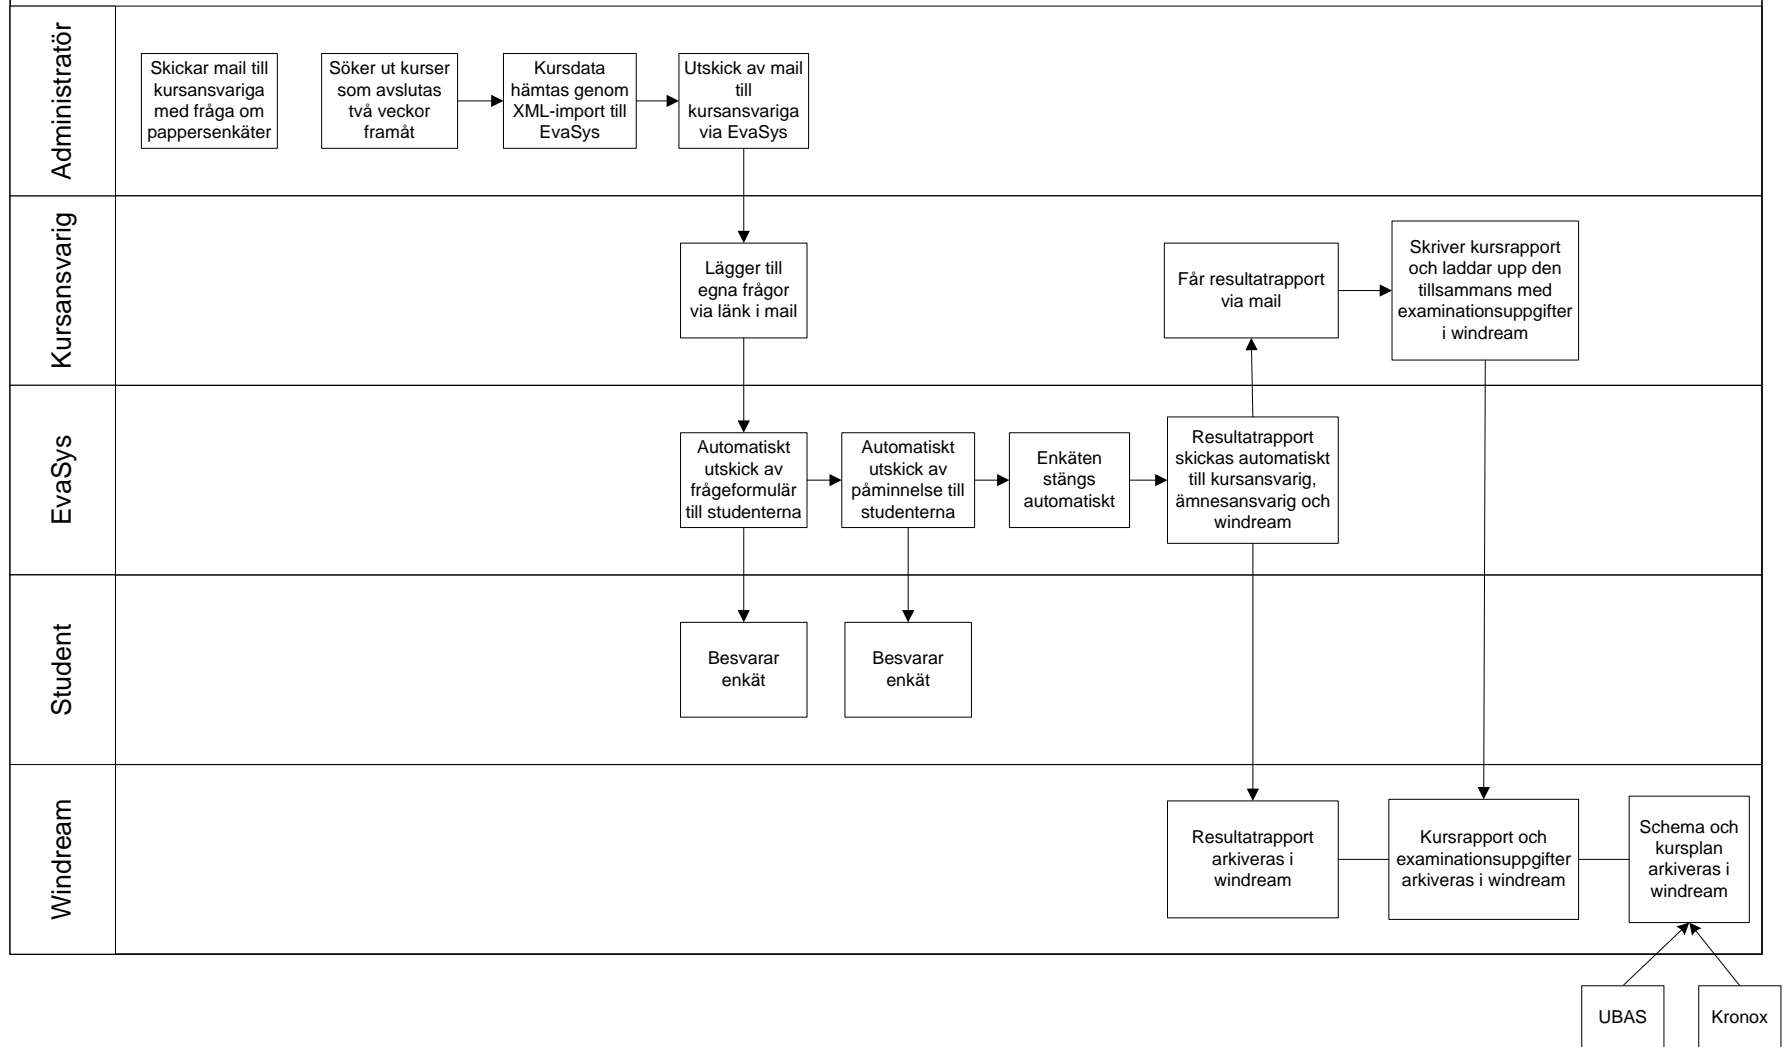 Administratör
Skickar mail till
kursansvariga
med fråga om
pappersenkäter
Söker ut kurser
som avslutas
två veckor
framåt
Kursdata
hämtas genom
XML-import till
EvaSys
Utskick av mail
till
kursansvariga
via EvaSys
Kursansvarig
Lägger till
egna frågor
via länk i mail
Får resultatrapport
via mail
Skriver kursrapport
och laddar upp den
tillsammans med
examinationsuppgifter
i windream
EvaSys
Automatiskt
utskick av
frågeformulär
till studenterna
Automatiskt
utskick av
påminnelse till
studenterna
Enkäten
stängs
automatiskt
Resultatrapport
skickas automatiskt
till kursansvarig,
ämnesansvarig och
windream
Student
Besvarar
enkät
Besvarar
enkät
Windream
Resultatrapport
arkiveras i
windream
Kursrapport och
examinationsuppgifter
arkiveras i windream
Schema och
kursplan
arkiveras i
windream
UBAS
Kronox